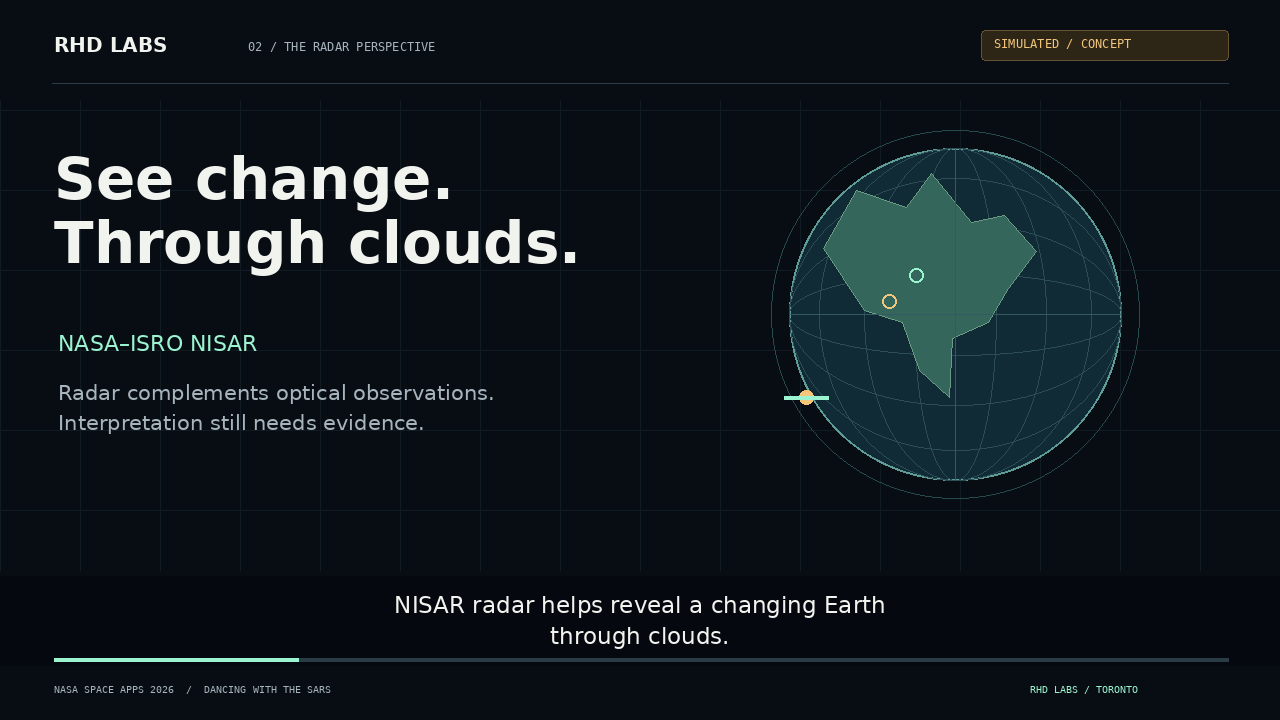 RHD LABS
02 / THE RADAR PERSPECTIVE
SIMULATED / CONCEPT
See change.
Through clouds.
NASA–ISRO NISAR
Radar complements optical observations.
Interpretation still needs evidence.
NISAR radar helps reveal a changing Earth
through clouds.
NASA SPACE APPS 2026 / DANCING WITH THE SARS
RHD LABS / TORONTO